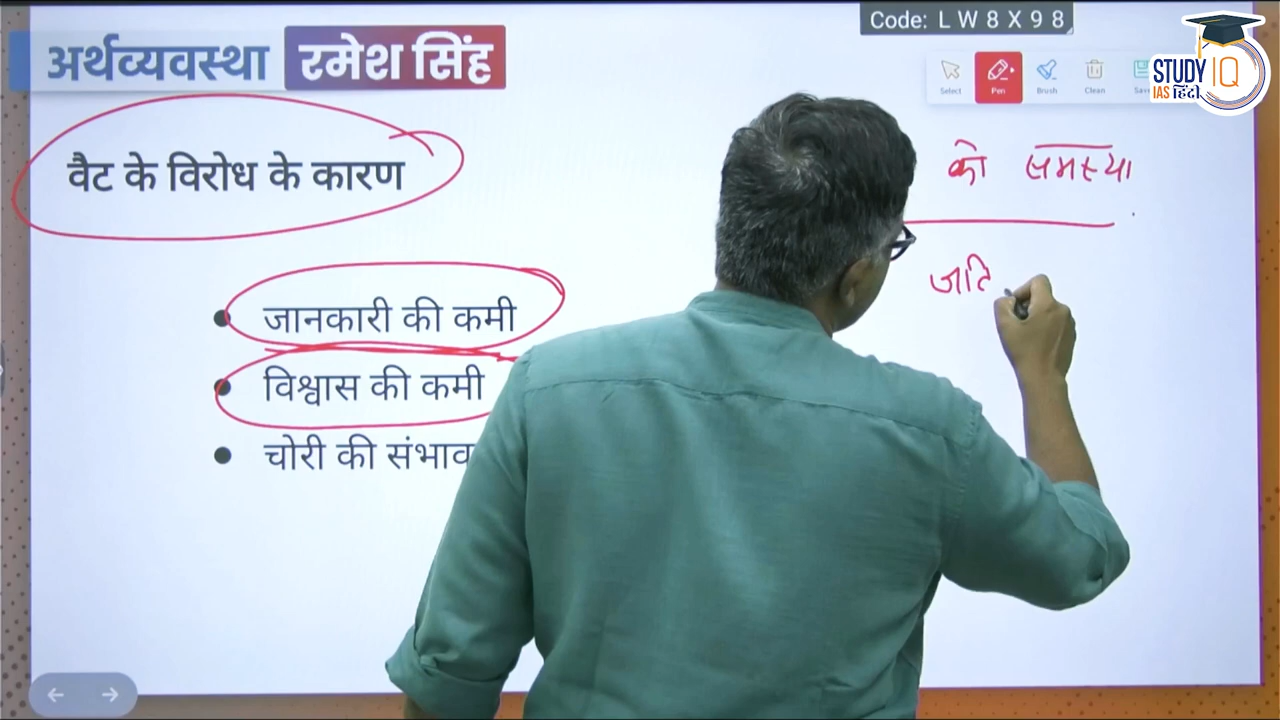 Code: L W 8 X 9 8
अर्थव्यवस्था रमेश सिंह
Select Pen Brush Clean Save
STUDY IQ
IAS हिंदी
वैट के विरोध के कारण
को समस्या
जाति
जानकारी की कमी
विश्वास की कमी
चोरी की संभाव